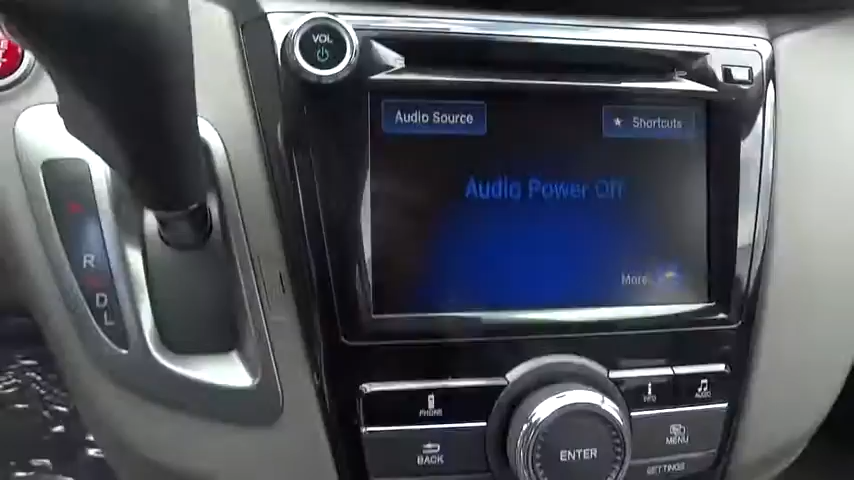 VOL
Audio Source
★ Shortcuts
Audio Power Off
More
R
D
L
PHONE
INFO
AUDIO
BACK
ENTER
MENU
SETTINGS